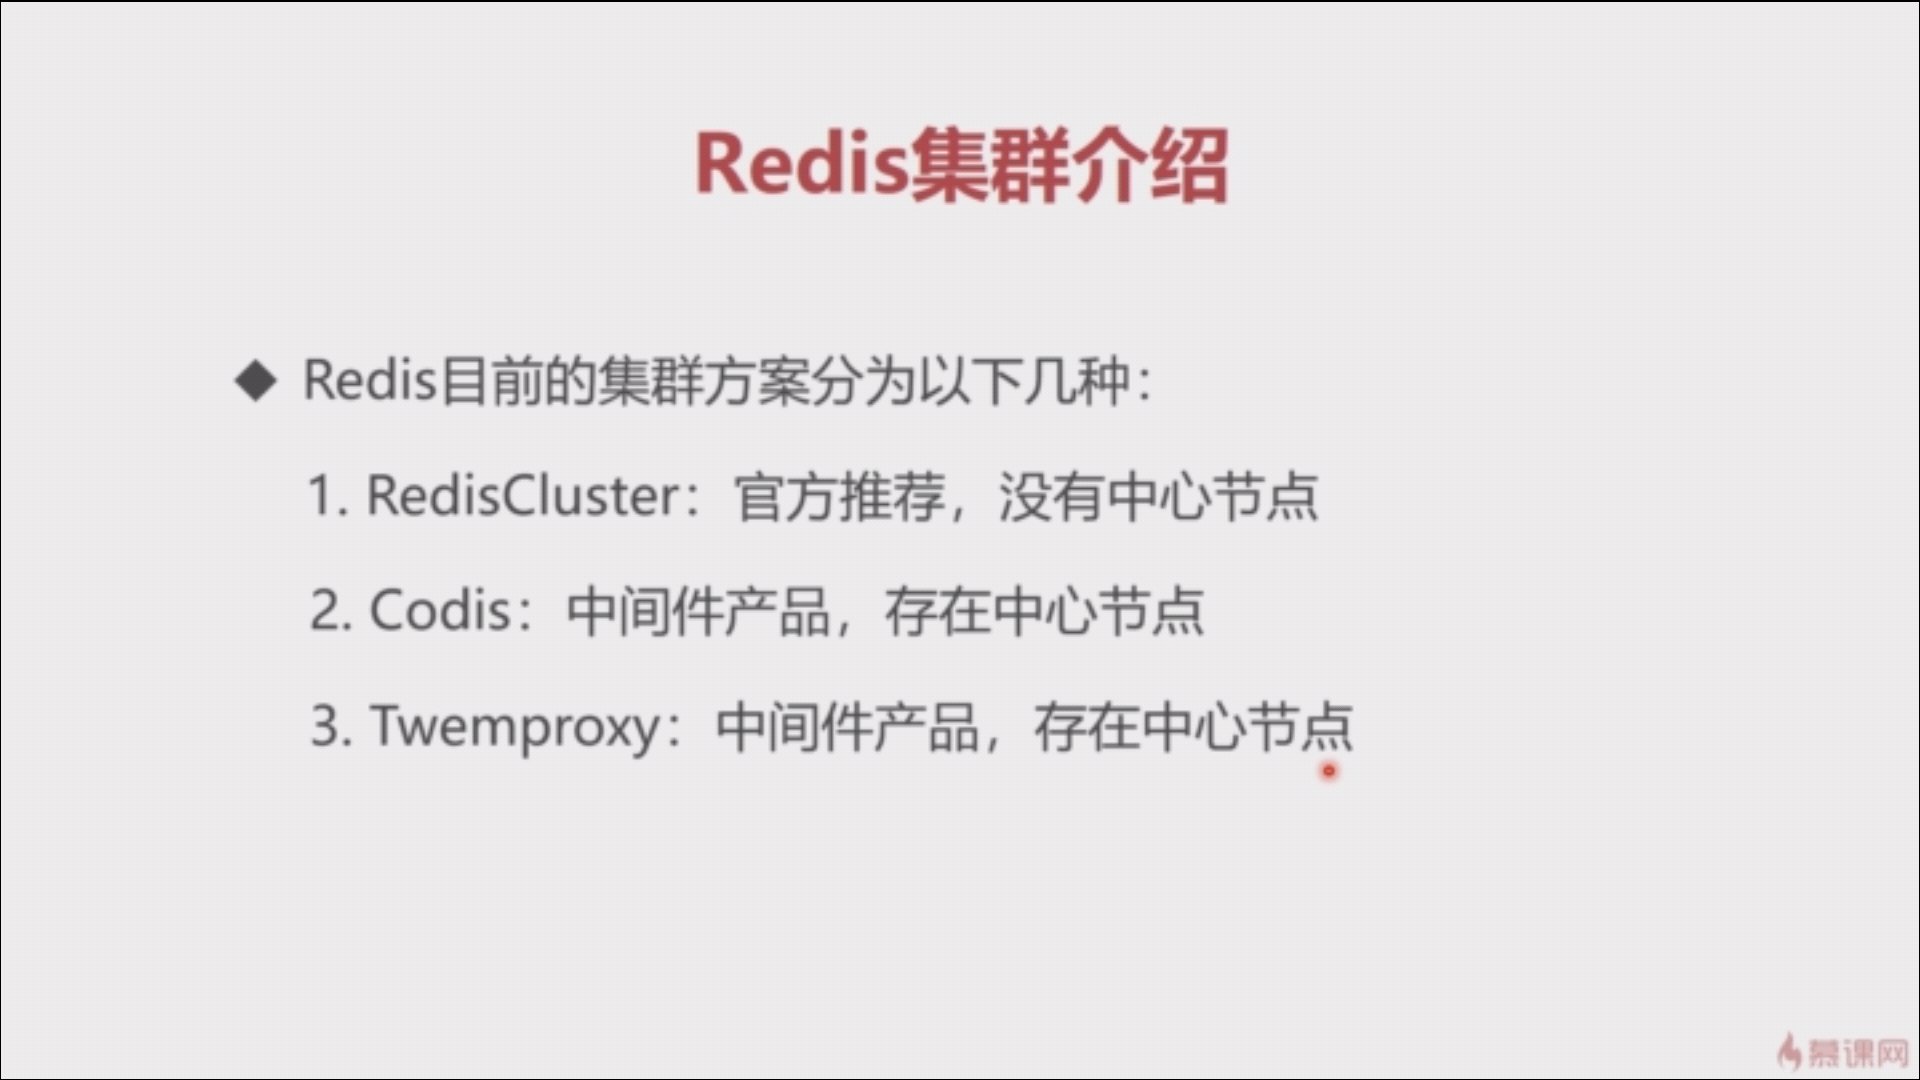 Redis集群介绍
◆ Redis目前的集群方案分为以下几种：
1. RedisCluster：官方推荐，没有中心节点
2. Codis：中间件产品，存在中心节点
3. Twemproxy：中间件产品，存在中心节点
慕课网